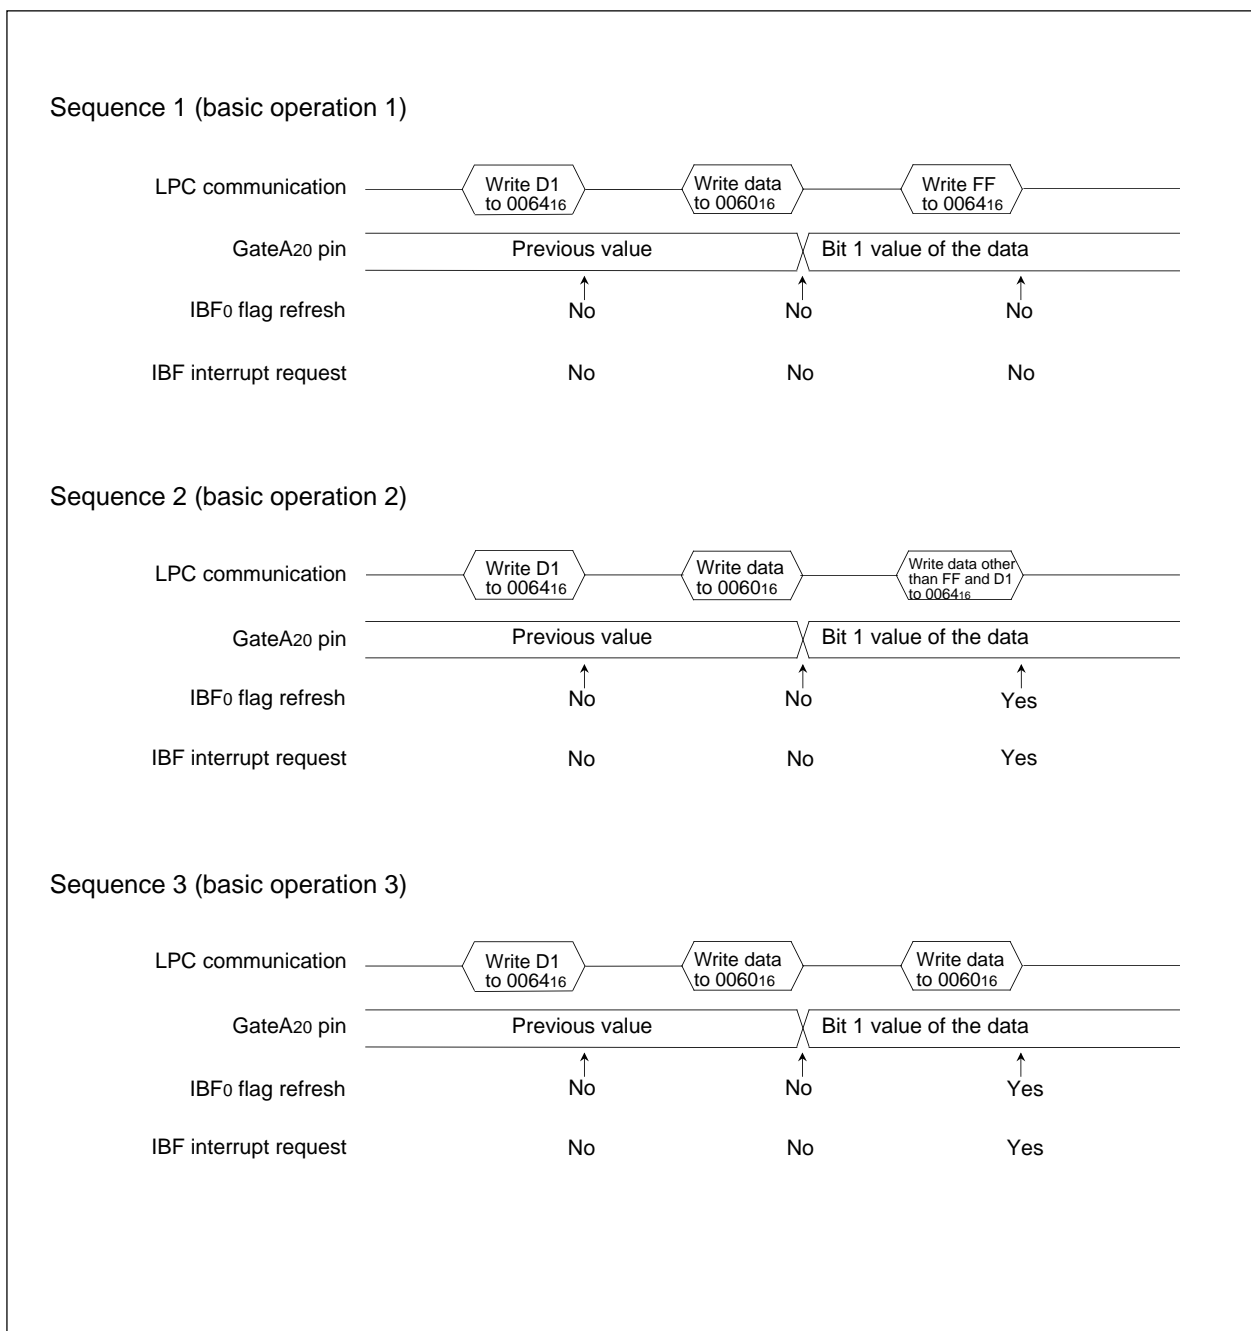 Sequence 1 (basic operation 1)
LPC communication
Write D1
to 006416
Write data
to 006016
Write FF
to 006416
GateA20 pin
Previous value
Bit 1 value of the data
IBF0 flag refresh
No
No
No
IBF interrupt request
No
No
No
Sequence 2 (basic operation 2)
LPC communication
Write D1
to 006416
Write data
to 006016
Write data other
than FF and D1
to 006416
GateA20 pin
Previous value
Bit 1 value of the data
IBF0 flag refresh
No
No
Yes
IBF interrupt request
No
No
Yes
Sequence 3 (basic operation 3)
LPC communication
Write D1
to 006416
Write data
to 006016
Write data
to 006016
GateA20 pin
Previous value
Bit 1 value of the data
IBF0 flag refresh
No
No
Yes
IBF interrupt request
No
No
Yes